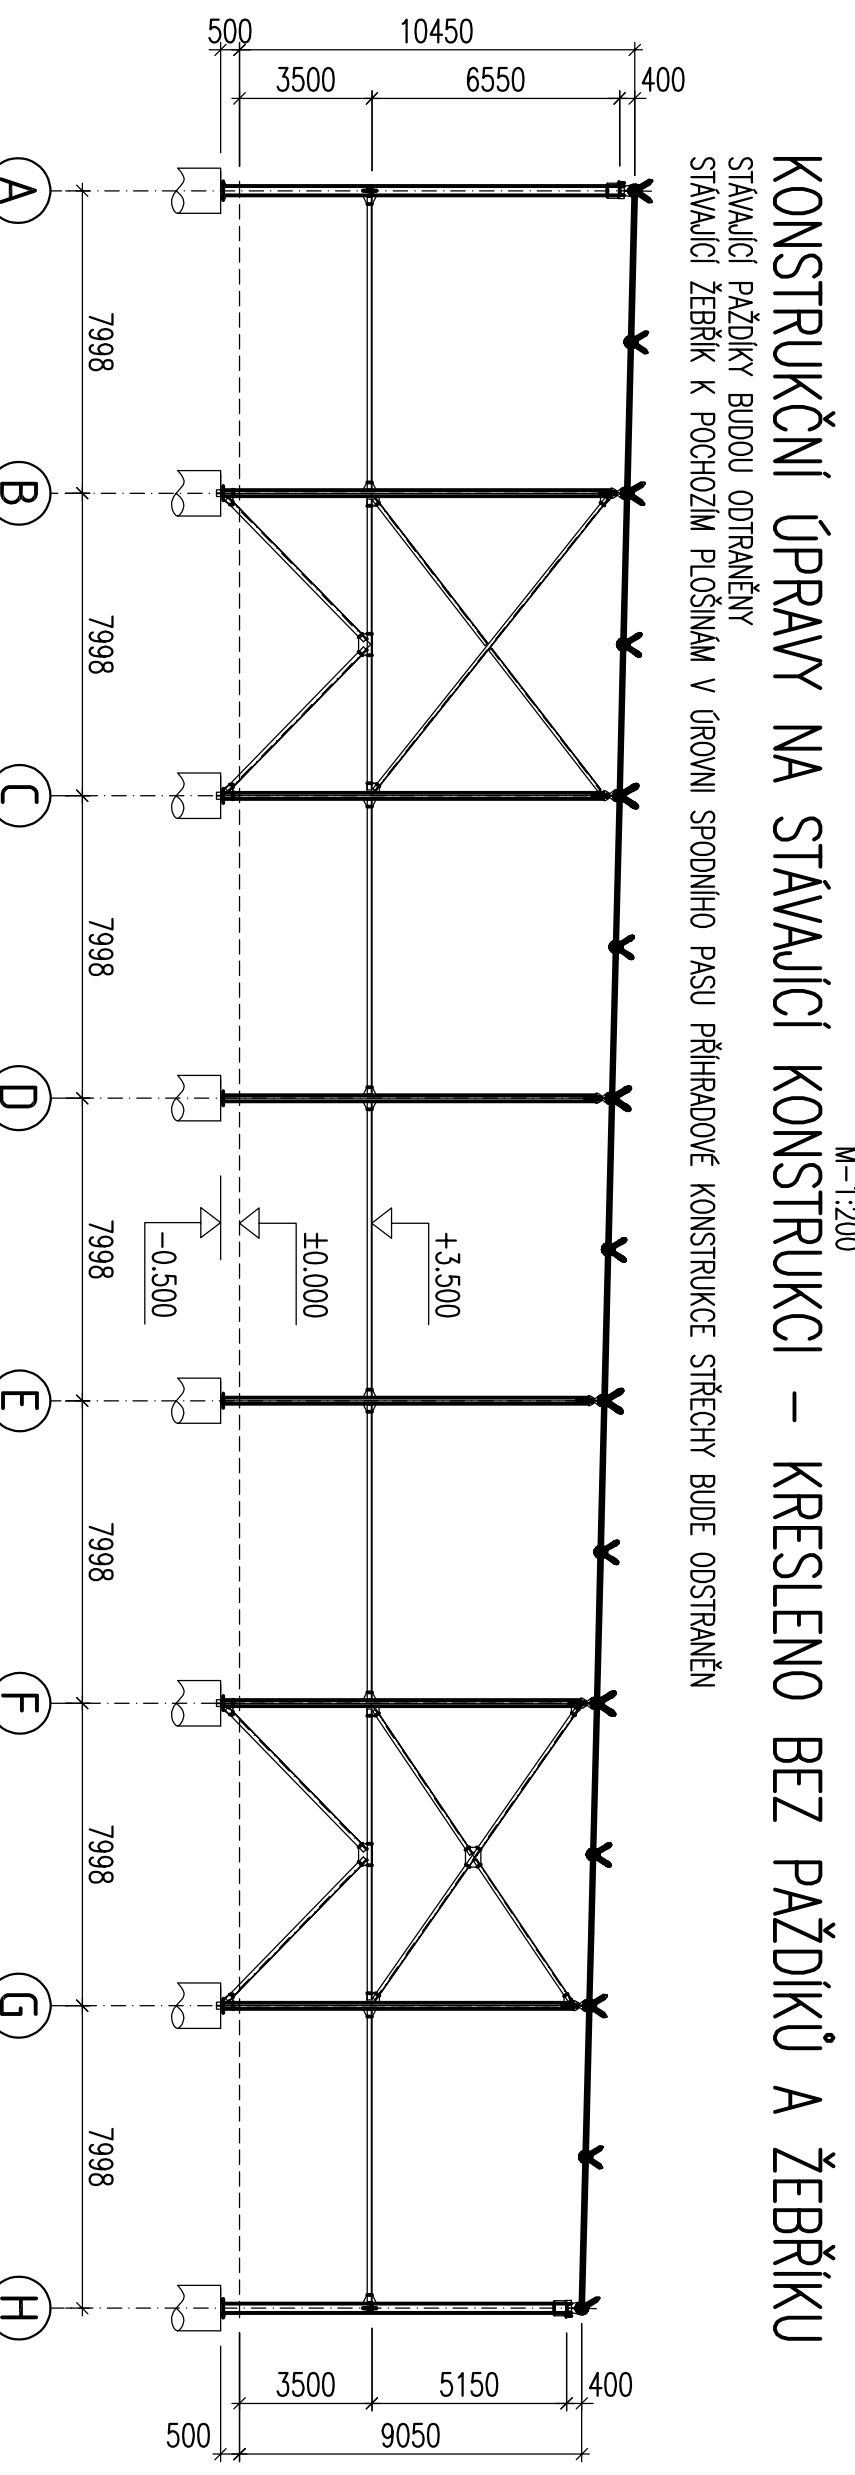 M-1:200
KONSTRUKČNÍ ÚPRAVY NA STÁVAJÍCÍ KONSTRUKCI - KRESLENO BEZ PAŽDÍKŮ A ŽEBŘÍKU
STÁVAJÍCÍ PAŽDÍKY BUDOU ODTRANĚNY
STÁVAJÍCÍ ŽEBŘÍK K POCHOZÍM PLOŠINÁM V ÚROVNI SPODNÍHO PASU PŘÍHRADOVÉ KONSTRUKCE STŘECHY BUDE ODSTRANĚN
400
6550
3500
10450
500
+3.500
±0.000
-0.500
400
5150
3500
9050
500
7998
7998
7998
7998
7998
7998
7998
A
B
C
D
E
F
G
H